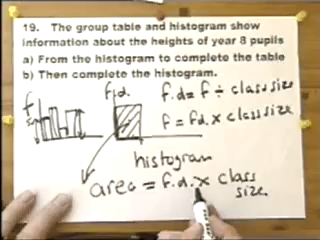 19. The group table and histogram show
information about the heights of year 8 pupils
a) From the histogram to complete the table
b) Then complete the histogram.
f
f.d.
f.d = f ÷ class size
f = f.d. x class size
histogram
area = f.d. x class
size